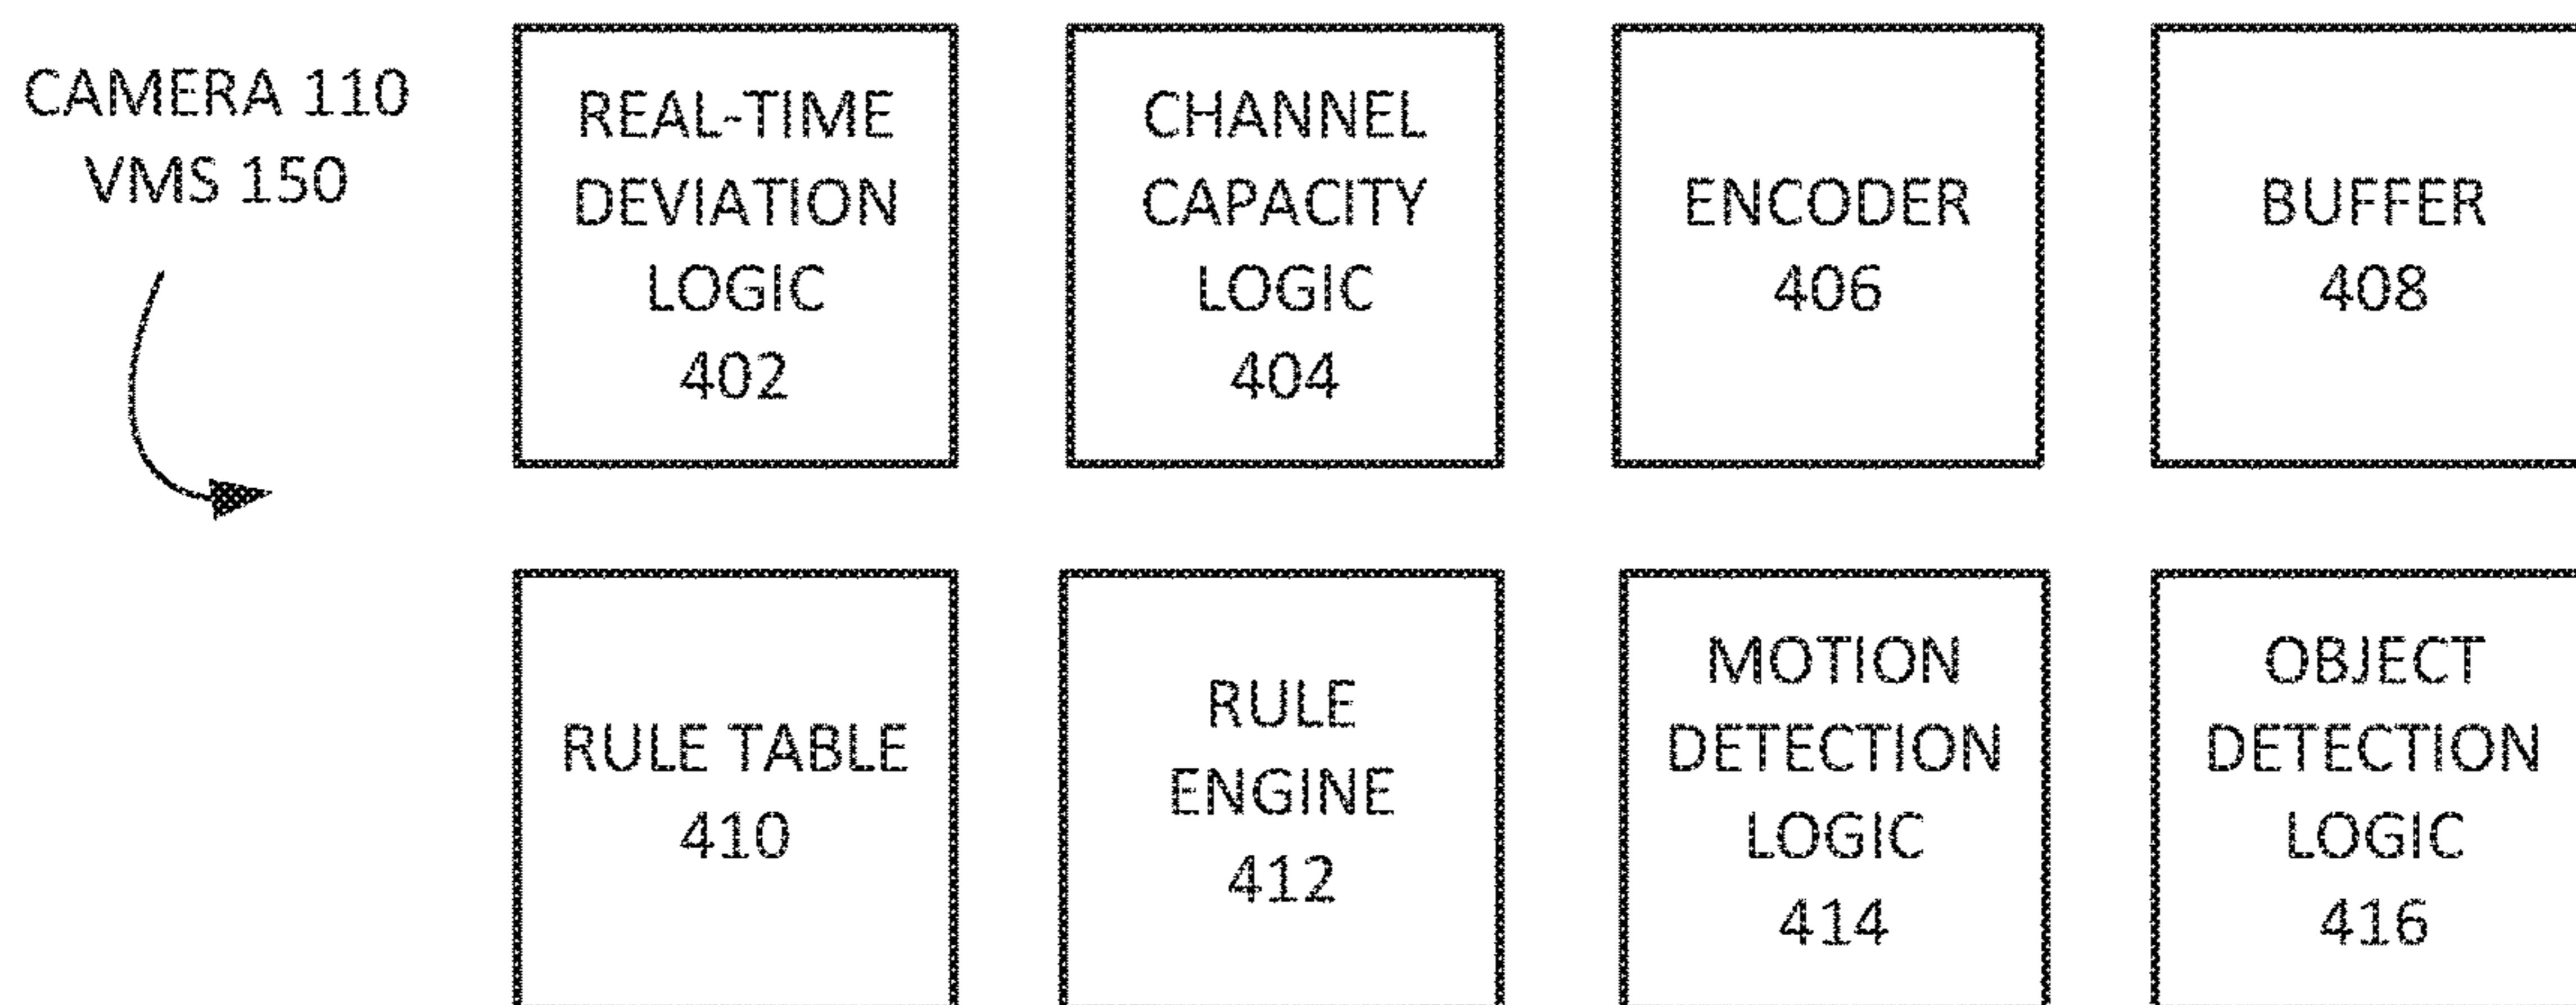 CAMERA 110
VMS 150
REAL-TIME
DEVIATION
LOGIC
402
CHANNEL
CAPACITY
LOGIC
404
ENCODER
406
BUFFER
408
RULE TABLE
410
RULE
ENGINE
412
MOTION
DETECTION
LOGIC
414
OBJECT
DETECTION
LOGIC
416